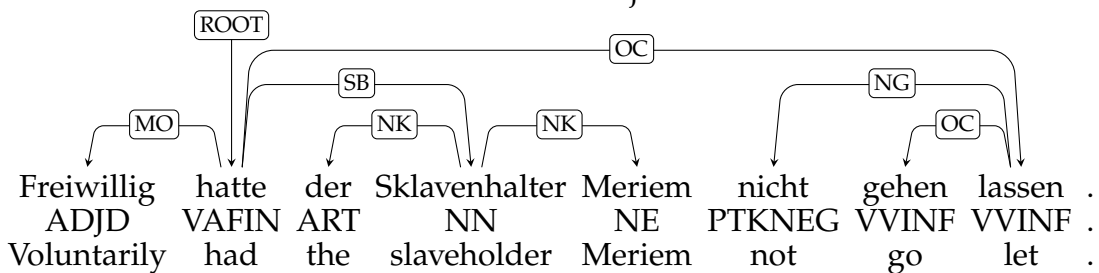 ROOT
OC
SB NG
MO NK NK OC
Freiwillig hatte der Sklavenhalter Meriem nicht gehen lassen .
ADJD VAFIN ART NN NE PTKNEG VVINF VVINF .
Voluntarily had the slaveholder Meriem not go let .